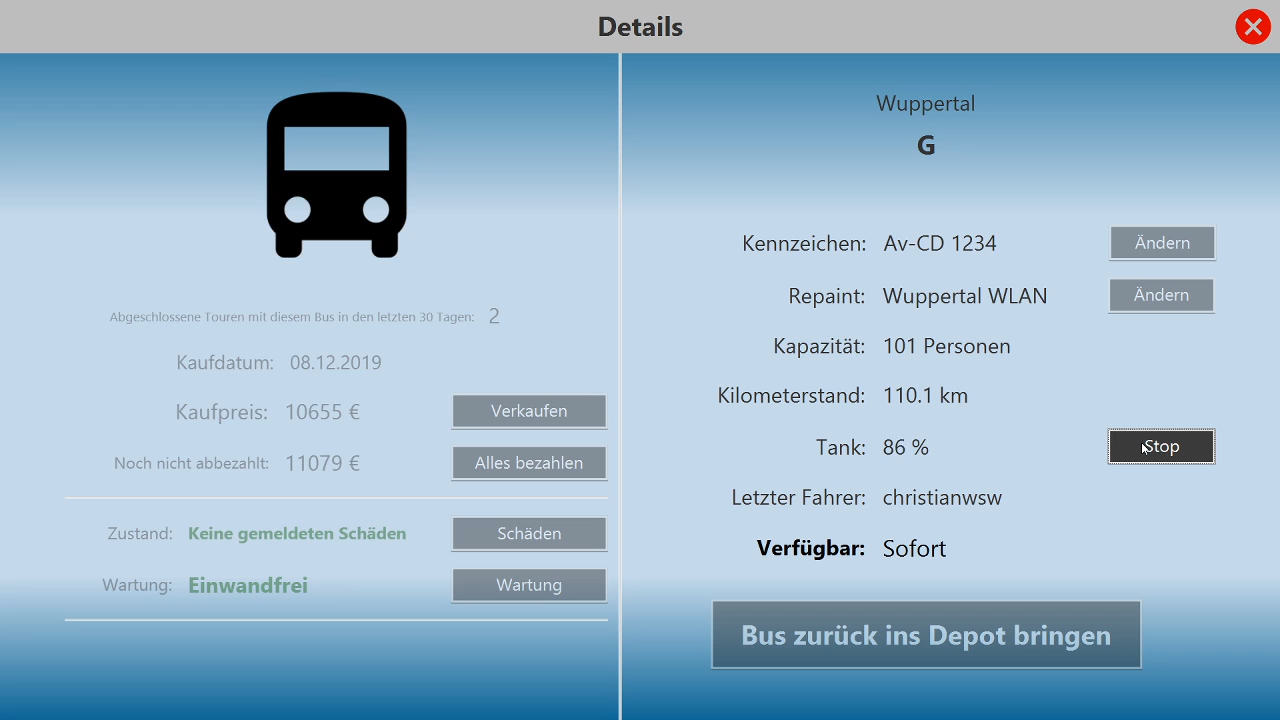 Details
Abgeschlossene Touren mit diesem Bus in den letzten 30 Tagen: 2
Kaufdatum: 08.12.2019
Kaufpreis: 10655 €
Verkaufen
Noch nicht abbezahlt: 11079 €
Alles bezahlen
Zustand: Keine gemeldeten Schäden
Schäden
Wartung: Einwandfrei
Wartung
Wuppertal
G
Kennzeichen: Av-CD 1234
Ändern
Repaint: Wuppertal WLAN
Ändern
Kapazität: 101 Personen
Kilometerstand: 110.1 km
Tank: 86 %
Stop
Letzter Fahrer: christianwsw
Verfügbar: Sofort
Bus zurück ins Depot bringen